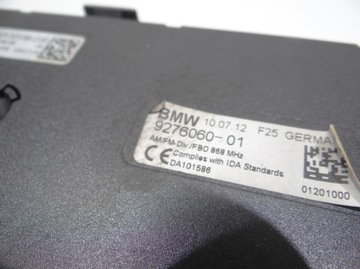 BMW 10.07.12 F25 GERMA
9276060-01
AM/FM-Div./FBD 868 MHz
CE Complies with IDA Standards
DA101586
01201000